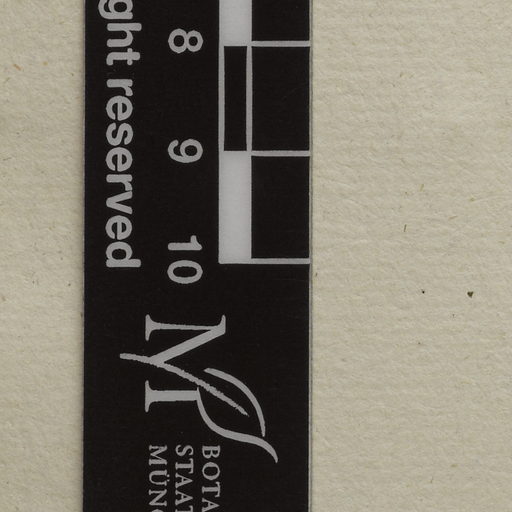 ght reserved
8 9 10
M
BOTA
STAAT
MÜNC